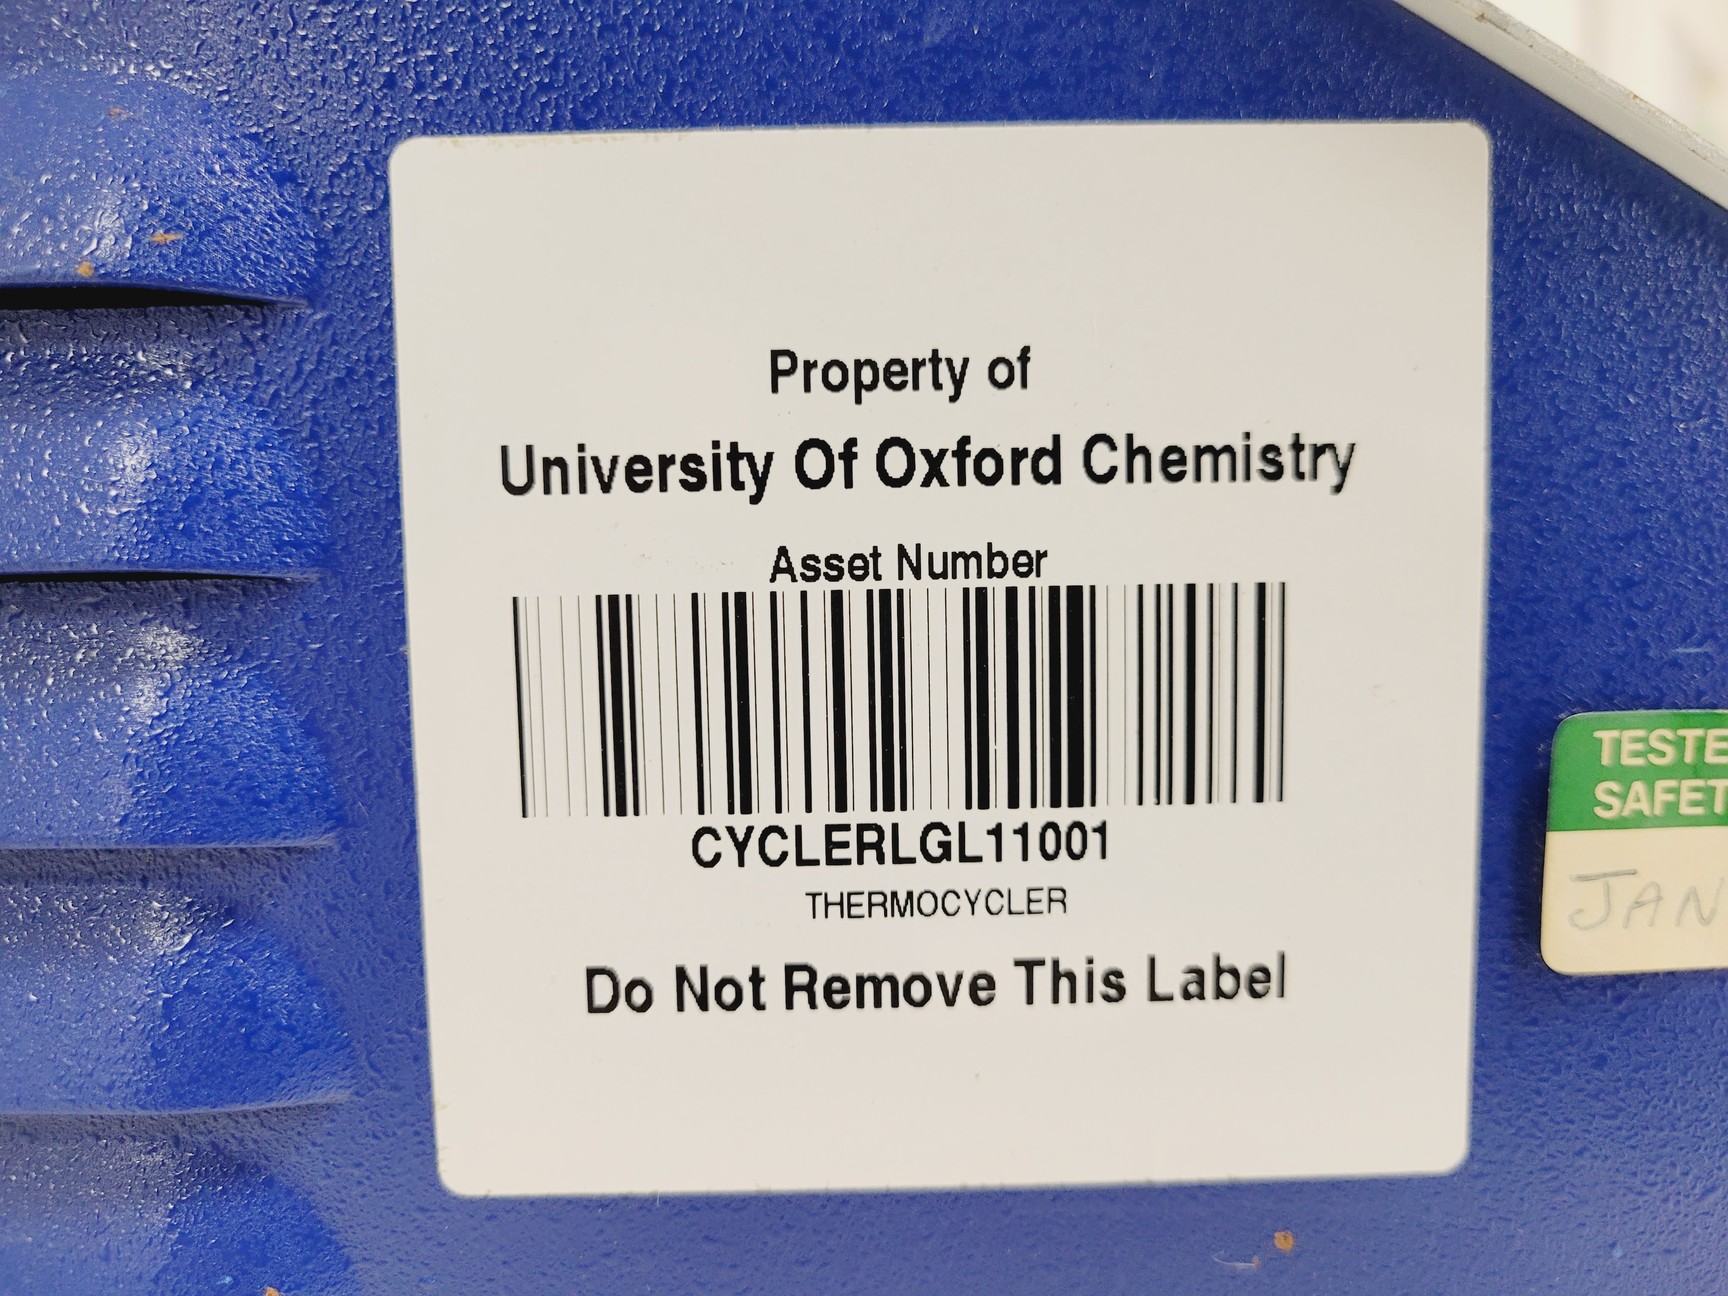 Property of
University Of Oxford Chemistry
Asset Number
CYCLERLGL11001
THERMOCYCLER
Do Not Remove This Label
TESTE
SAFET
JAN